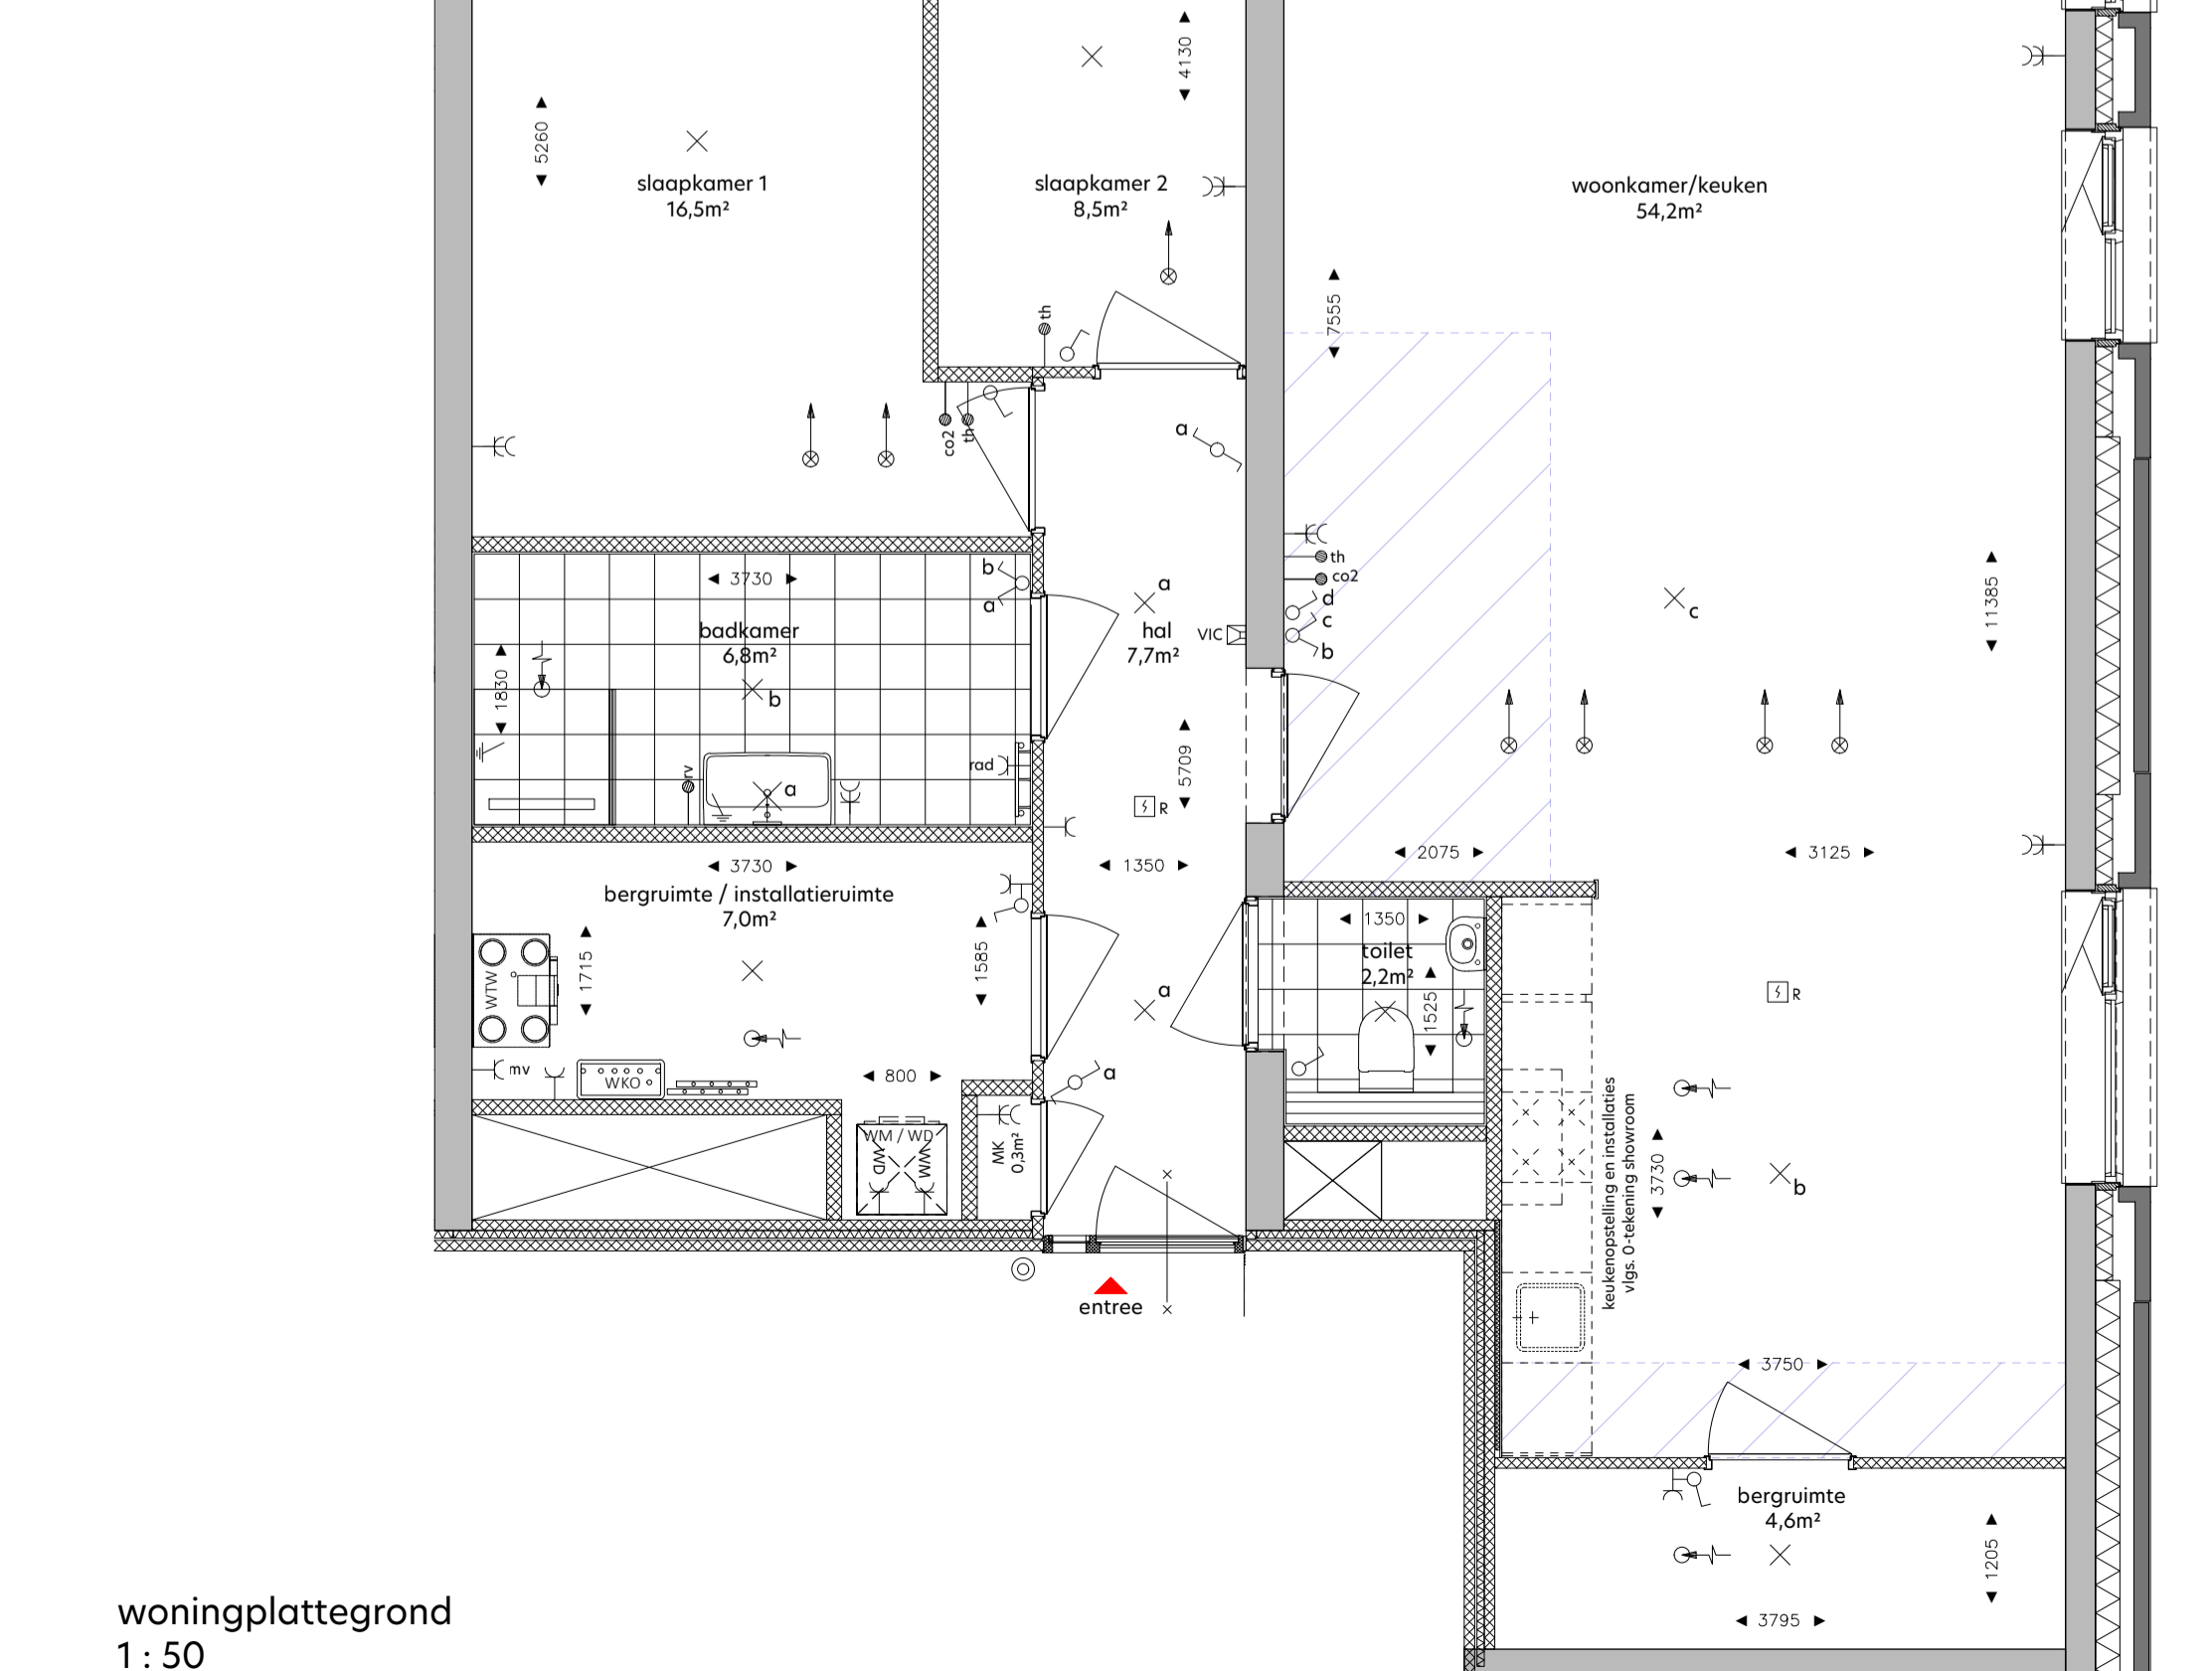 4130
5260
slaapkamer 1
16,5m²
slaapkamer 2
8,5m²
woonkamer/keuken
54,2m²
7555
th
co2
th
a
th
co2
d
c
b
3730
b
a
badkamer
6,8m²
b
1830
a
hal
7,7m²
VIC
c
11385
rv
a
rad
5709
R
3730
1350
2075
3125
bergruimte / installatieruimte
7,0m²
1715
1585
WTW
mv
WKO
800
a
a
1350
toilet
2,2m²
1525
R
WM / WD
WD
WM
MK
0,3m²
keukenopstelling en installaties
vlgs. 0-tekening showroom
3730
b
entree
3750
bergruimte
4,6m²
1205
3795
woningplattegrond
1 : 50